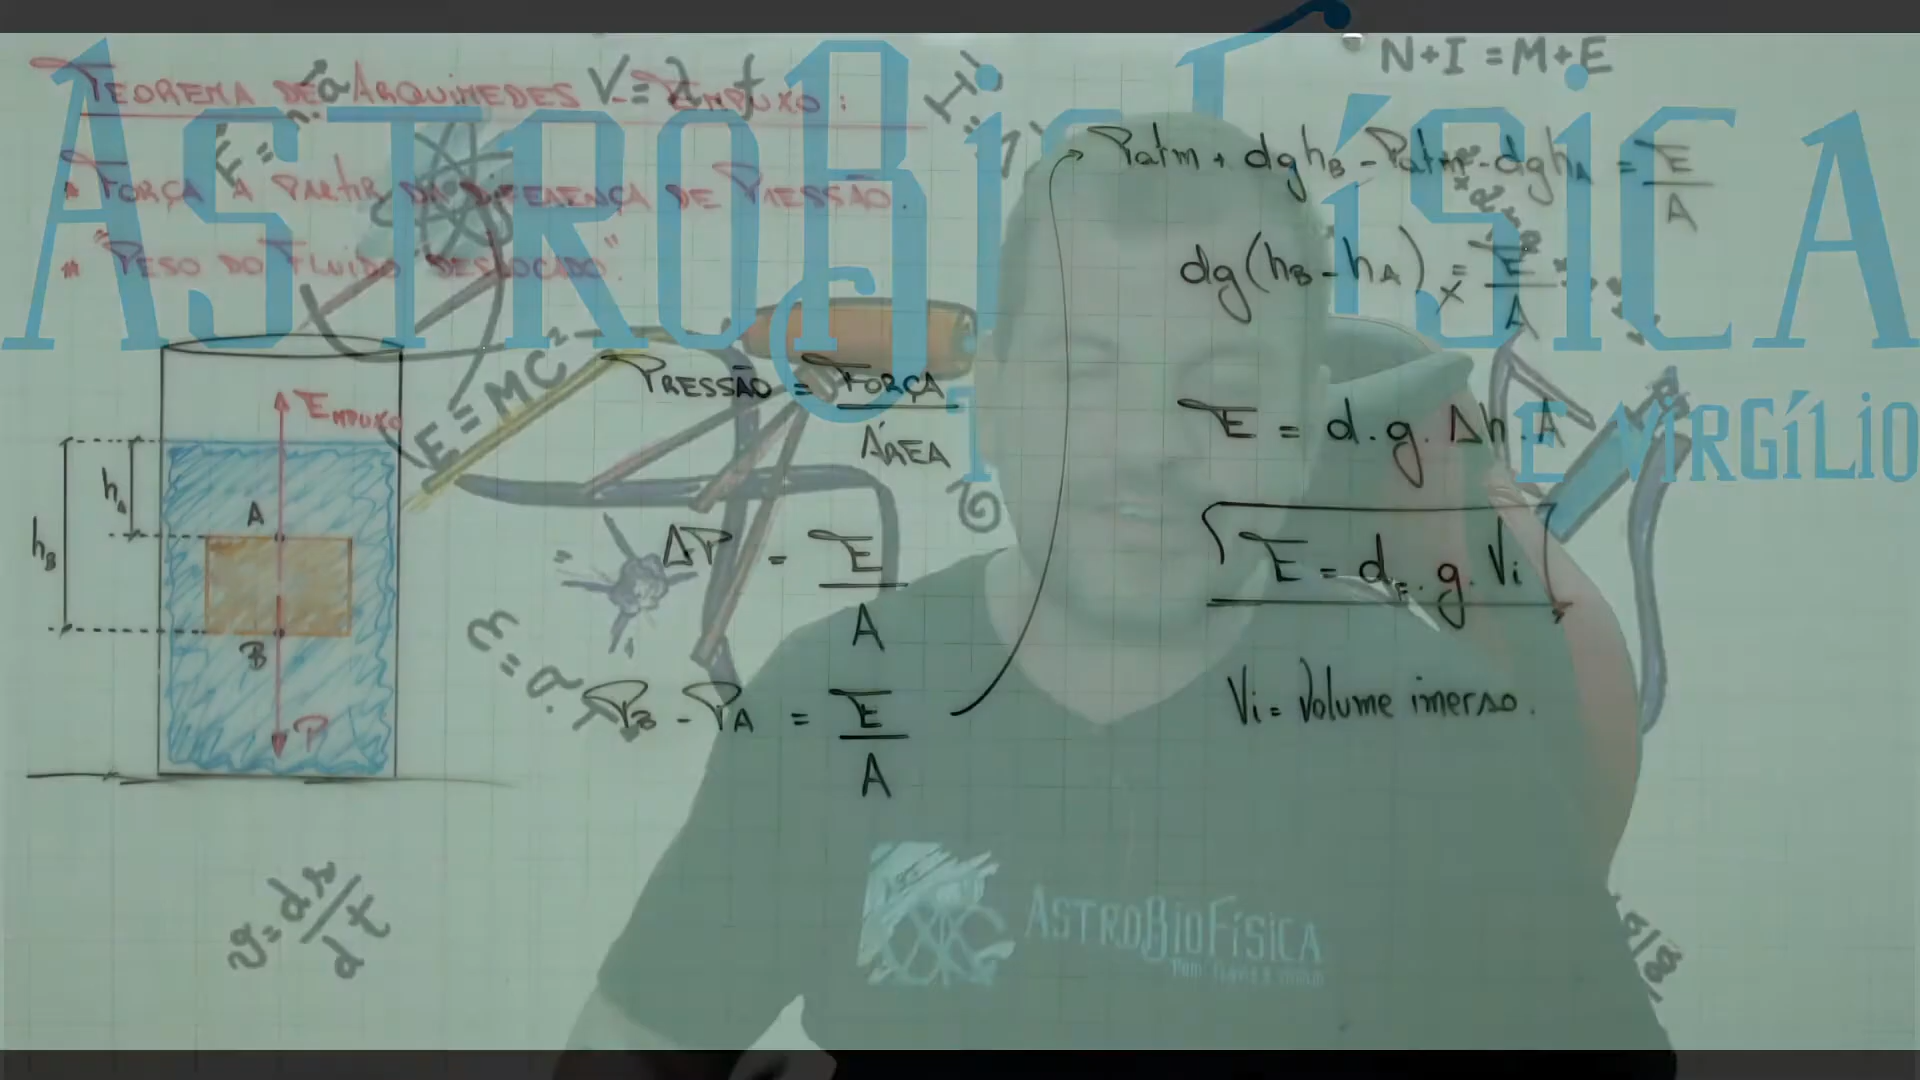 TEOREMA DE ARQUIMEDES - EMPUXO:
* FORÇA A PARTIR DA DIFERENÇA DE PRESSÃO.
* "PESO DO FLUIDO DESLOCADO."
V = λ. f
N+I = M+E
ASTROBIOFÍSICA
E VIRGÍLIO
E = MC²
EMPUXO
hA
hB
A
B
P
PRESSÃO = FORÇA
ÁREA
ΔP = E
A
PB - PA = E
A
Patm + dghB - Patm - dghA = E
A
dg(hB - hA) = E
A
E = d.g.Δh.A
E = dF.g.Vi
Vi = Volume imerso.
v = ds
dt
ASTROBIOFÍSICA